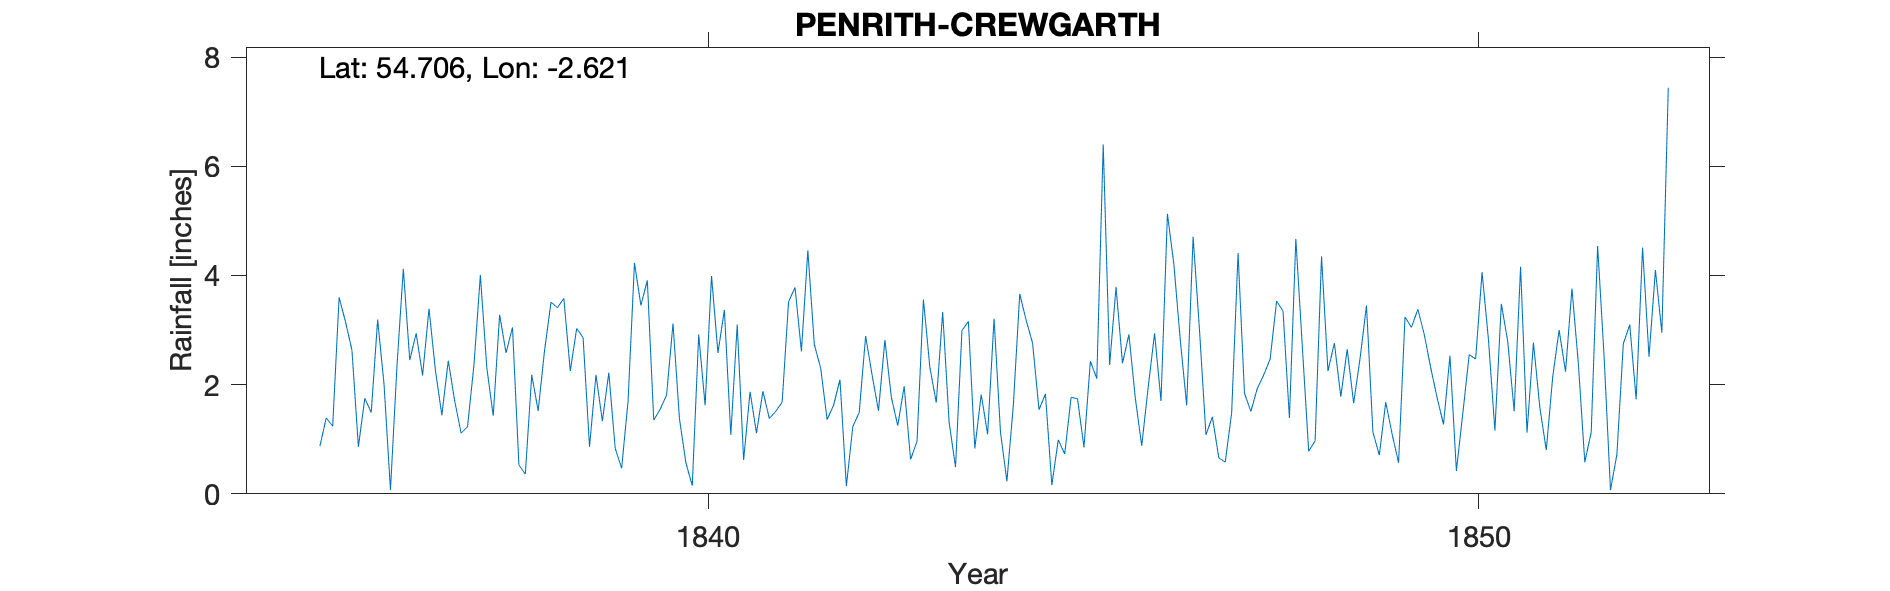 PENRITH-CREWGARTH
Lat: 54.706, Lon: -2.621
Rainfall [inches]
8
6
4
2
0
1840
1850
Year